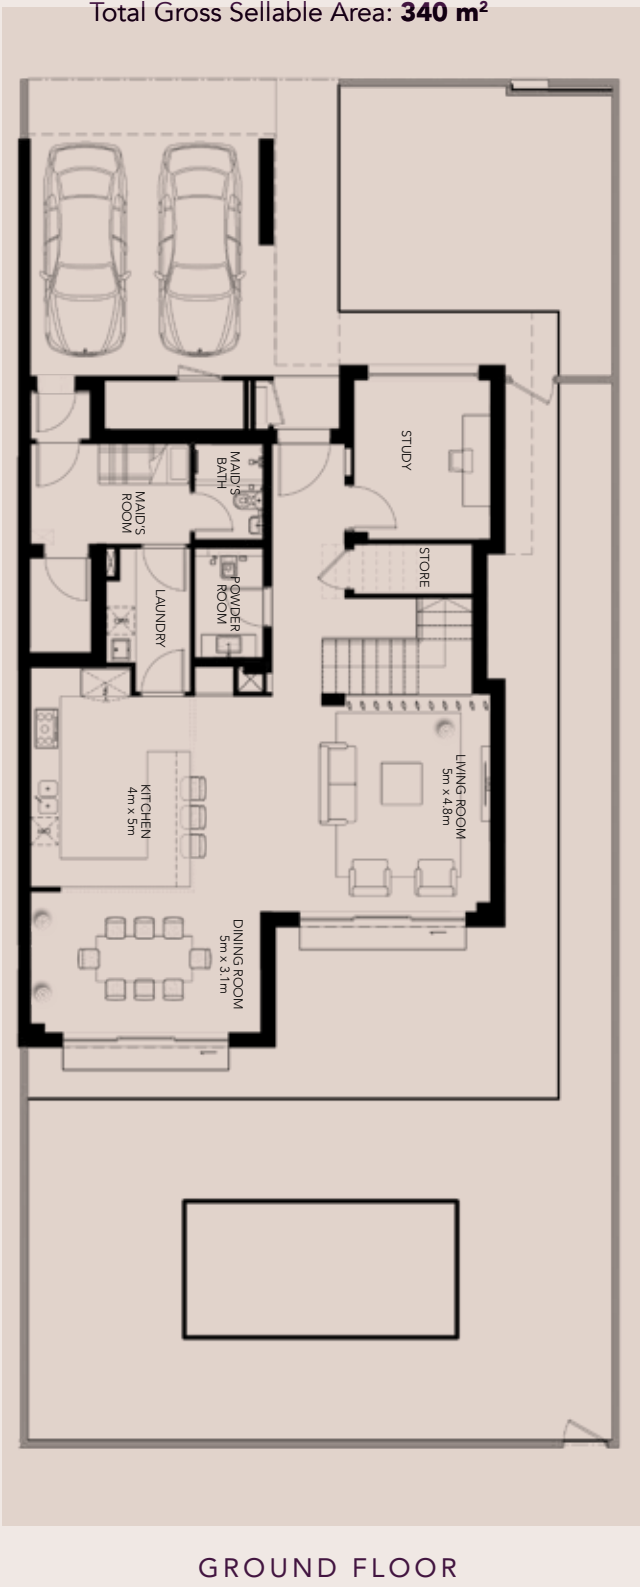 Total Gross Sellable Area: 340 m²
STUDY
MAID'S
BATH
MAID'S
ROOM
STORE
POWDER
ROOM
LAUNDRY
LIVING ROOM
5m x 4.8m
KITCHEN
4m x 5m
DINING ROOM
5m x 3.1m
GROUND FLOOR